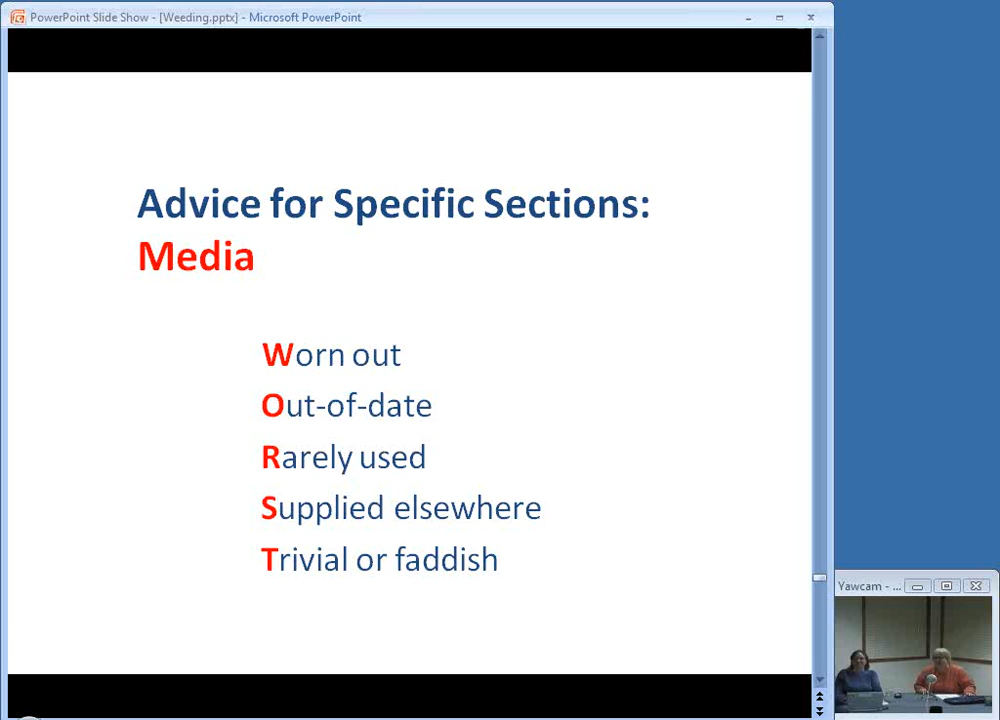 PowerPoint Slide Show - [Weeding.pptx] - Microsoft PowerPoint
Advice for Specific Sections:
Media
Worn out
Out-of-date
Rarely used
Supplied elsewhere
Trivial or faddish
Yawcam - ...